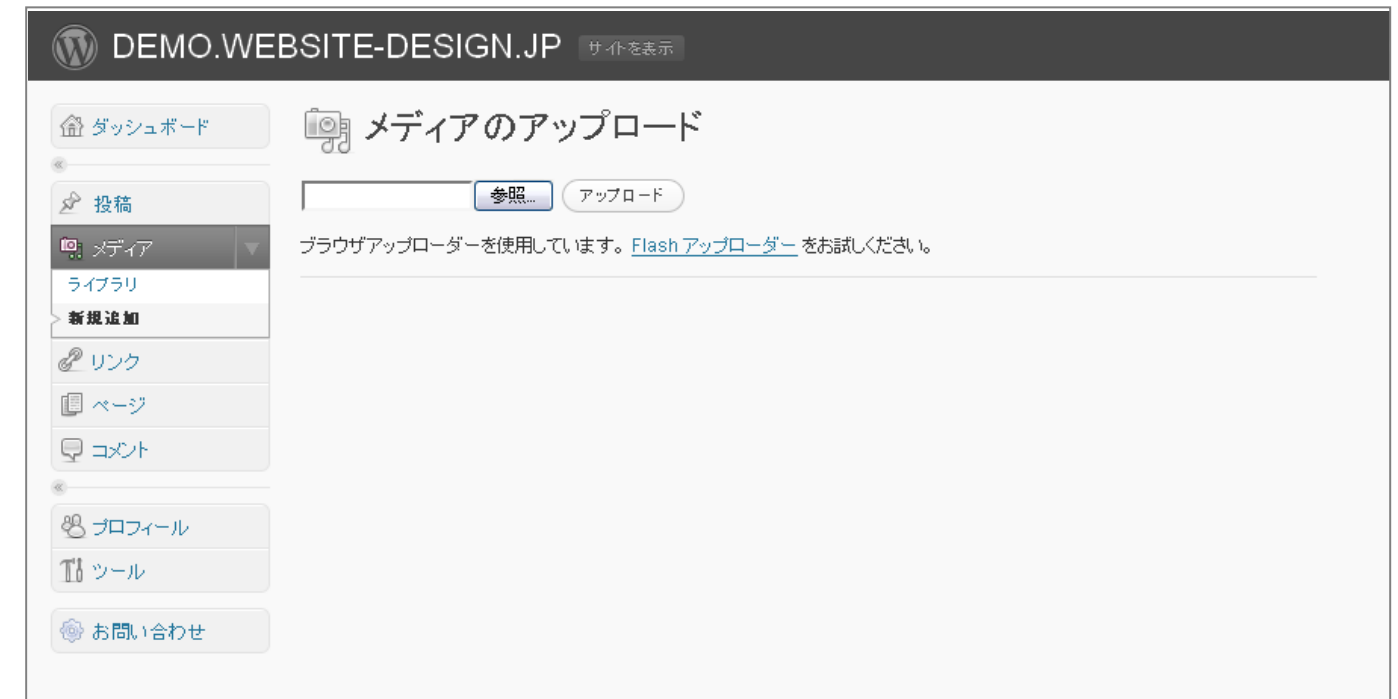 DEMO.WEBSITE-DESIGN.JP サイトを表示
ダッシュボード
メディアのアップロード
投稿
参照... アップロード
メディア
ブラウザアップローダーを使用しています。Flash アップローダー をお試しください。
ライブラリ
新規追加
リンク
ページ
コメント
プロフィール
ツール
お問い合わせ